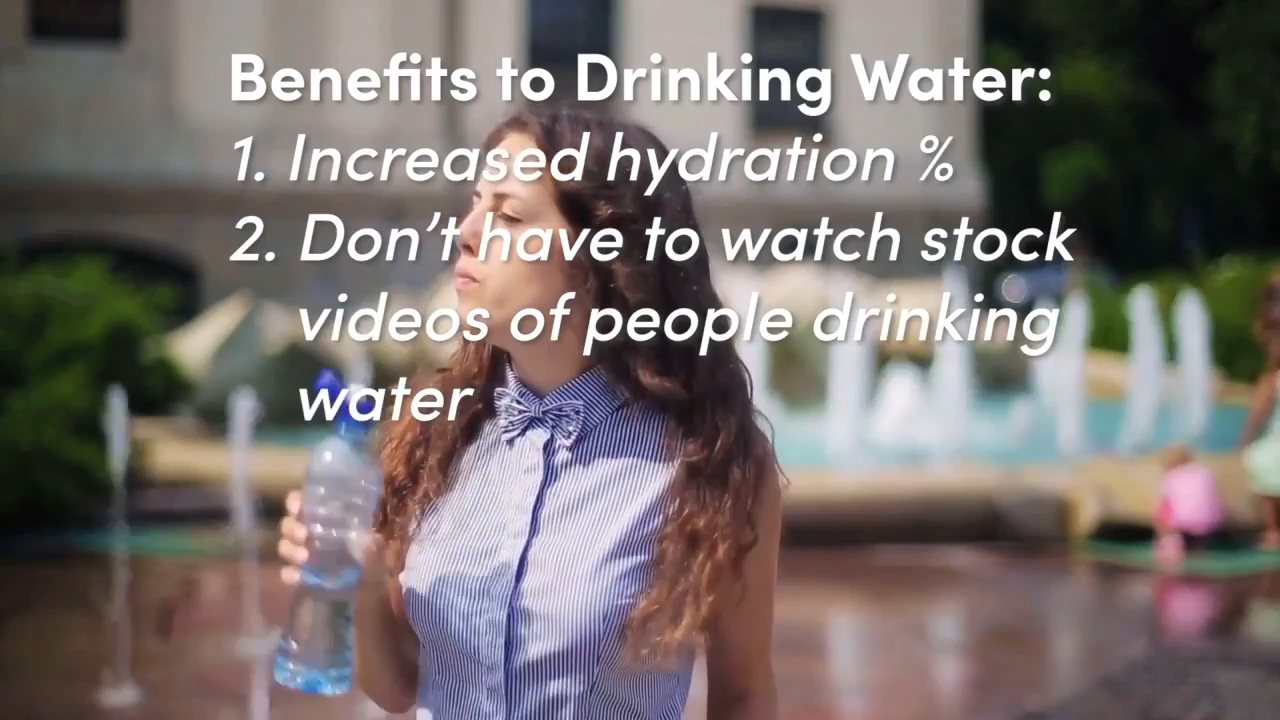 Benefits to Drinking Water:
1. Increased hydration %
2. Don’t have to watch stock
videos of people drinking
water